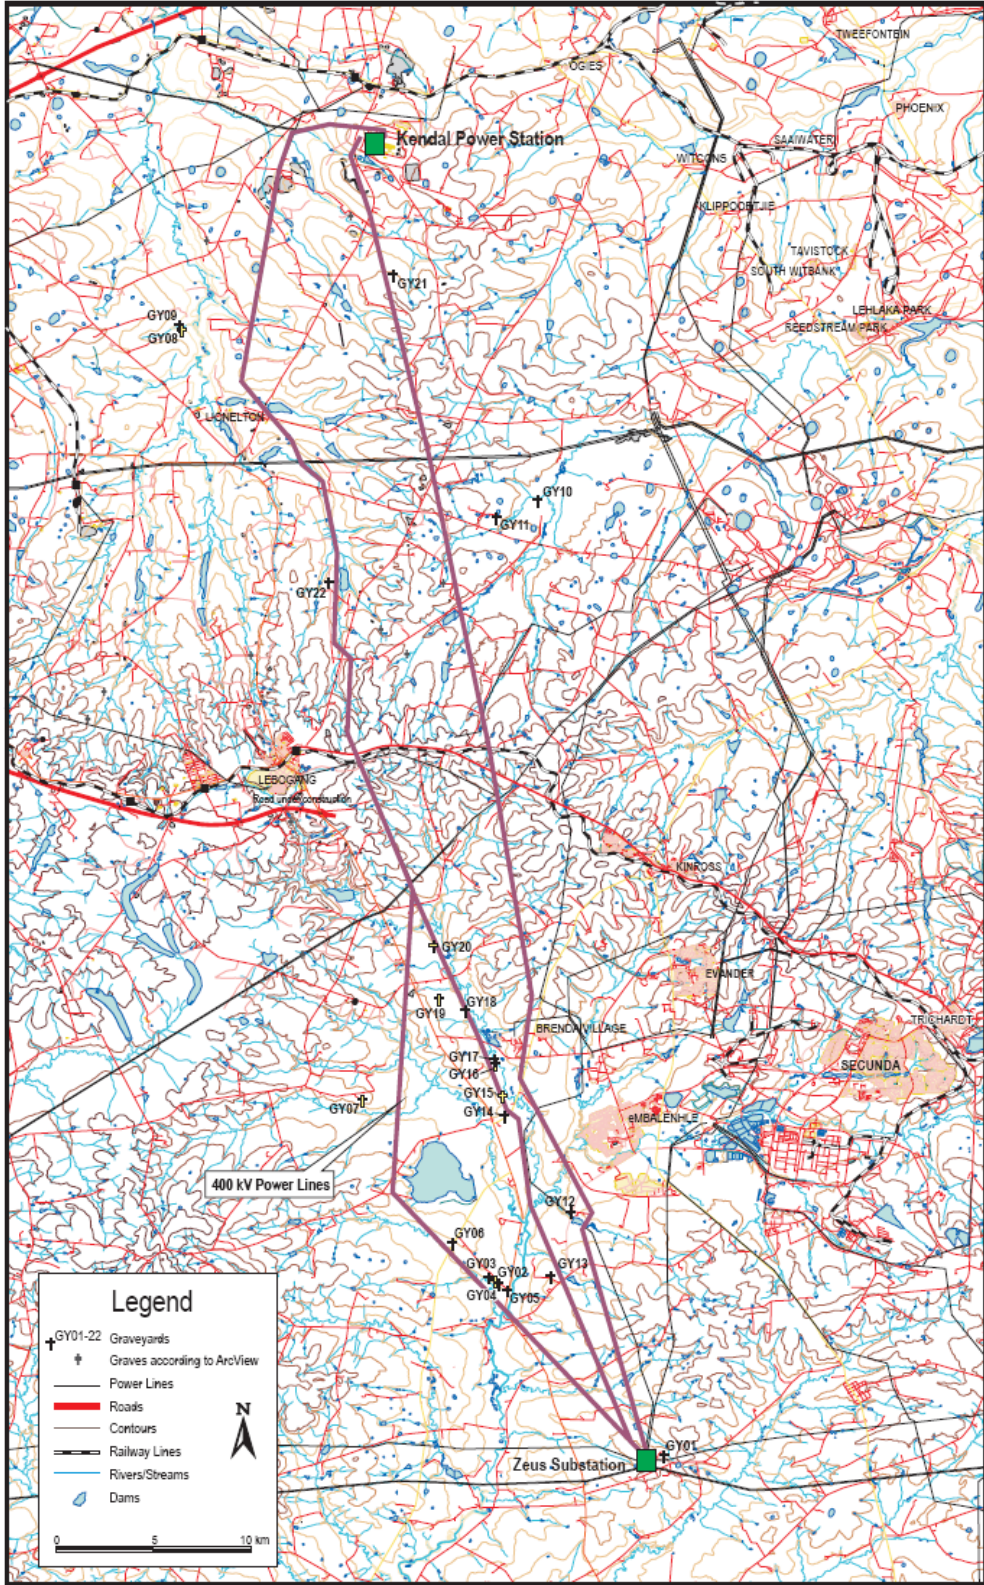 TWEEFONTEIN
OGIES
PHOENIX
Kendal Power Station
SAAIWATER
WITCONS
KLIPPOORTJIE
TAVISTOCK
SOUTH WITBANK
GY21
LEHLAKA PARK
GY09
REEDSTREAM PARK
GY08
LIONELTON
GY10
GY11
GY22
LEBOGANG
Road under construction
KINROSS
GY20
EVANDER
GY18
GY19
TRICHARDT
BRENDA VILLAGE
GY17
SECUNDA
GY16
GY15
GY07
GY14
eMBALENHLE
400 kV Power Lines
GY12
GY06
GY03
GY02
GY13
GY04
GY05
Legend
GY01-22 Graveyards
Graves according to ArcView
Power Lines
Roads
Contours
N
Railway Lines
Rivers/Streams
Dams
0 5 10 km
GY01
Zeus Substation